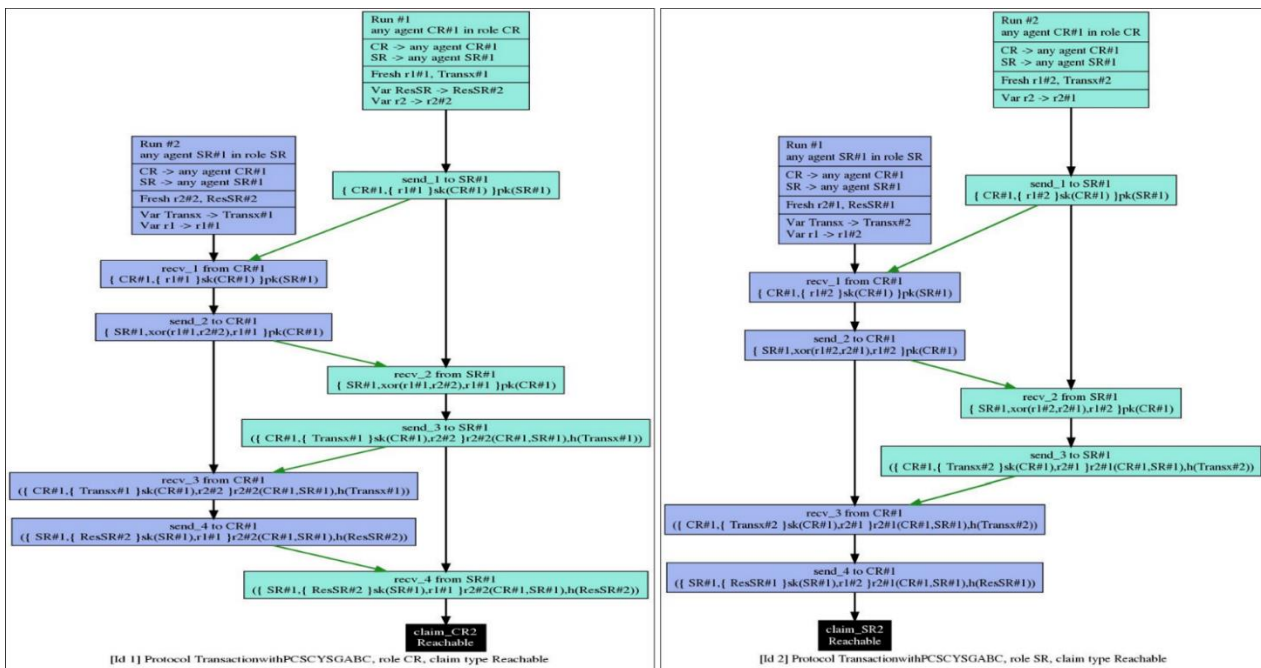 Run #1
any agent CR#1 in role CR
CR -> any agent CR#1
SR -> any agent SR#1
Fresh r1#1, Transx#1
Var ResSR -> ResSR#2
Var r2 -> r2#2
Run #2
any agent SR#1 in role SR
CR -> any agent CR#1
SR -> any agent SR#1
Fresh r2#2, ResSR#2
Var Transx -> Transx#1
Var r1 -> r1#1
send_1 to SR#1
{ CR#1,{ r1#1 }sk(CR#1) }pk(SR#1)
recv_1 from CR#1
{ CR#1,{ r1#1 }sk(CR#1) }pk(SR#1)
send_2 to CR#1
{ SR#1,xor(r1#1,r2#2),r1#1 }pk(CR#1)
recv_2 from SR#1
{ SR#1,xor(r1#1,r2#2),r1#1 }pk(CR#1)
send_3 to SR#1
({ CR#1,{ Transx#1 }sk(CR#1),r2#2 }r2#2(CR#1,SR#1),h(Transx#1))
recv_3 from CR#1
({ CR#1,{ Transx#1 }sk(CR#1),r2#2 }r2#2(CR#1,SR#1),h(Transx#1))
send_4 to CR#1
({ SR#1,{ ResSR#2 }sk(SR#1),r1#1 }r2#2(CR#1,SR#1),h(ResSR#2))
recv_4 from SR#1
({ SR#1,{ ResSR#2 }sk(SR#1),r1#1 }r2#2(CR#1,SR#1),h(ResSR#2))
claim_CR2
Reachable
[Id 1] Protocol TransactionwithPCSCYSGABC, role CR, claim type Reachable
Run #2
any agent CR#1 in role CR
CR -> any agent CR#1
SR -> any agent SR#1
Fresh r1#2, Transx#2
Var r2 -> r2#1
Run #1
any agent SR#1 in role SR
CR -> any agent CR#1
SR -> any agent SR#1
Fresh r2#1, ResSR#1
Var Transx -> Transx#2
Var r1 -> r1#2
send_1 to SR#1
{ CR#1,{ r1#2 }sk(CR#1) }pk(SR#1)
recv_1 from CR#1
{ CR#1,{ r1#2 }sk(CR#1) }pk(SR#1)
send_2 to CR#1
{ SR#1,xor(r1#2,r2#1),r1#2 }pk(CR#1)
recv_2 from SR#1
{ SR#1,xor(r1#2,r2#1),r1#2 }pk(CR#1)
send_3 to SR#1
({ CR#1,{ Transx#2 }sk(CR#1),r2#1 }r2#1(CR#1,SR#1),h(Transx#2))
recv_3 from CR#1
({ CR#1,{ Transx#2 }sk(CR#1),r2#1 }r2#1(CR#1,SR#1),h(Transx#2))
send_4 to CR#1
({ SR#1,{ ResSR#1 }sk(SR#1),r1#2 }r2#1(CR#1,SR#1),h(ResSR#1))
claim_SR2
Reachable
[Id 2] Protocol TransactionwithPCSCYSGABC, role SR, claim type Reachable